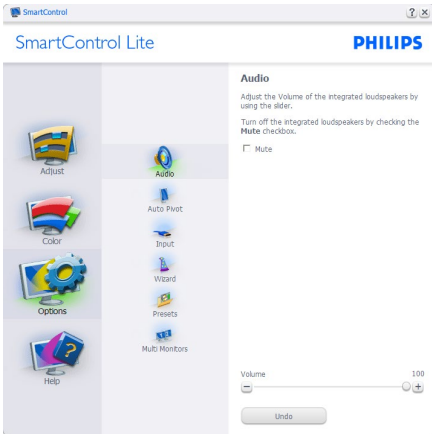 SmartControl
? ×
SmartControl Lite
PHILIPS
Adjust
Color
Options
Help
Audio
Auto Pivot
Input
Wizard
Presets
Multi Monitors
Audio
Adjust the Volume of the integrated loudspeakers by
using the slider.
Turn off the integrated loudspeakers by checking the
Mute checkbox.
Mute
Volume 100
Undo